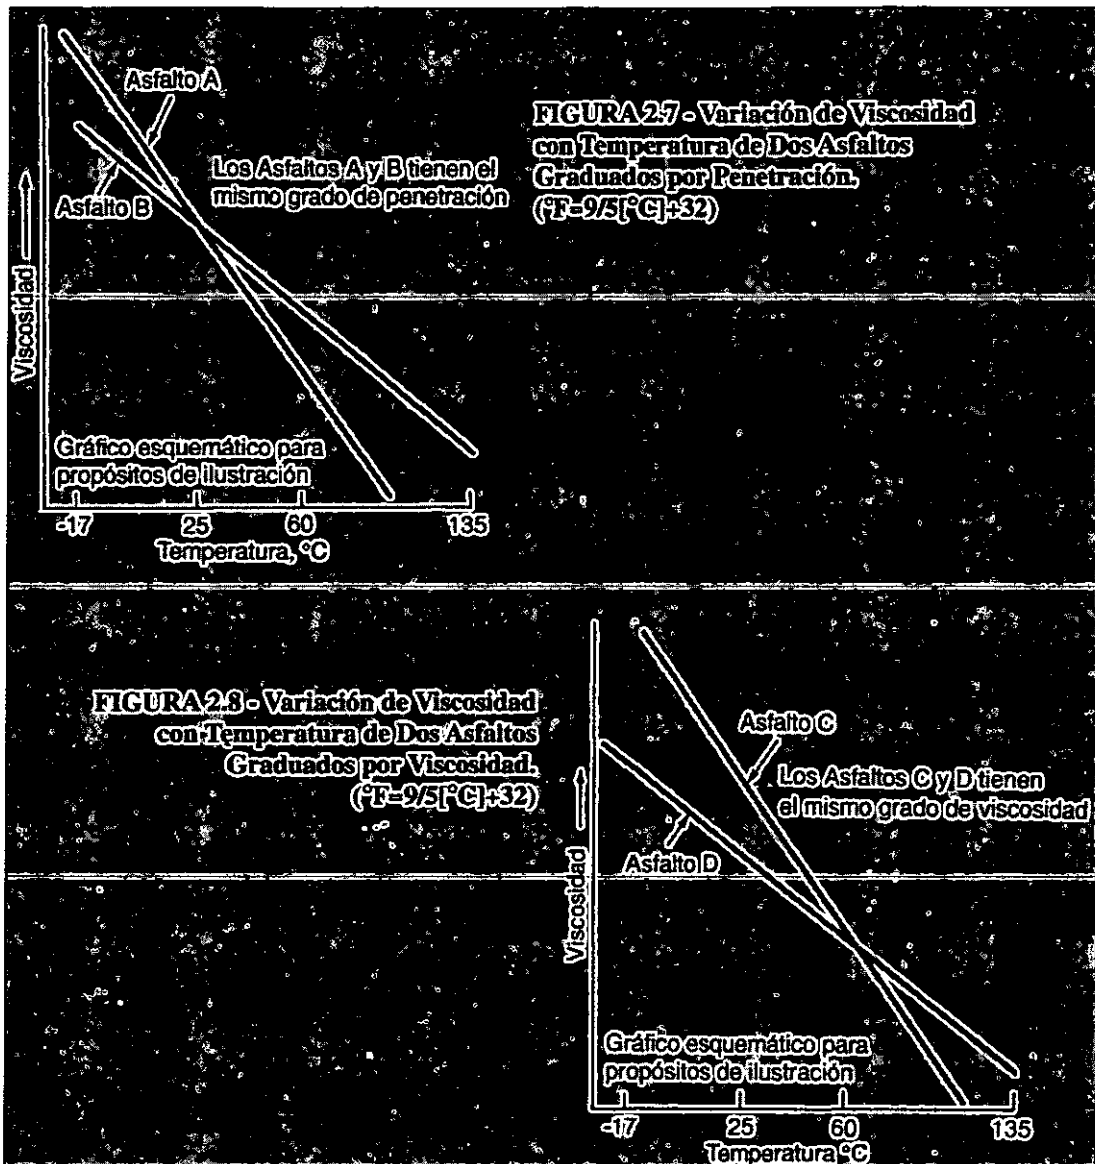 Asfalto A
FIGURA 2.7 - Variación de Viscosidad
con Temperatura de Dos Asfaltos
Graduados por Penetración.
(°F=9/5[°C]+32)
Los Asfaltos A y B tienen el
mismo grado de penetración
Asfalto B
Viscosidad
Gráfico esquemático para
propósitos de ilustración
-17 25 60 135
Temperatura, °C
FIGURA 2.8 - Variación de Viscosidad
con Temperatura de Dos Asfaltos
Graduados por Viscosidad.
(°F=9/5[°C]+32)
Asfalto C
Los Asfaltos C y D tienen
el mismo grado de viscosidad
Asfalto D
Viscosidad
Gráfico esquemático para
propósitos de ilustración
-17 25 60 135
Temperatura, °C